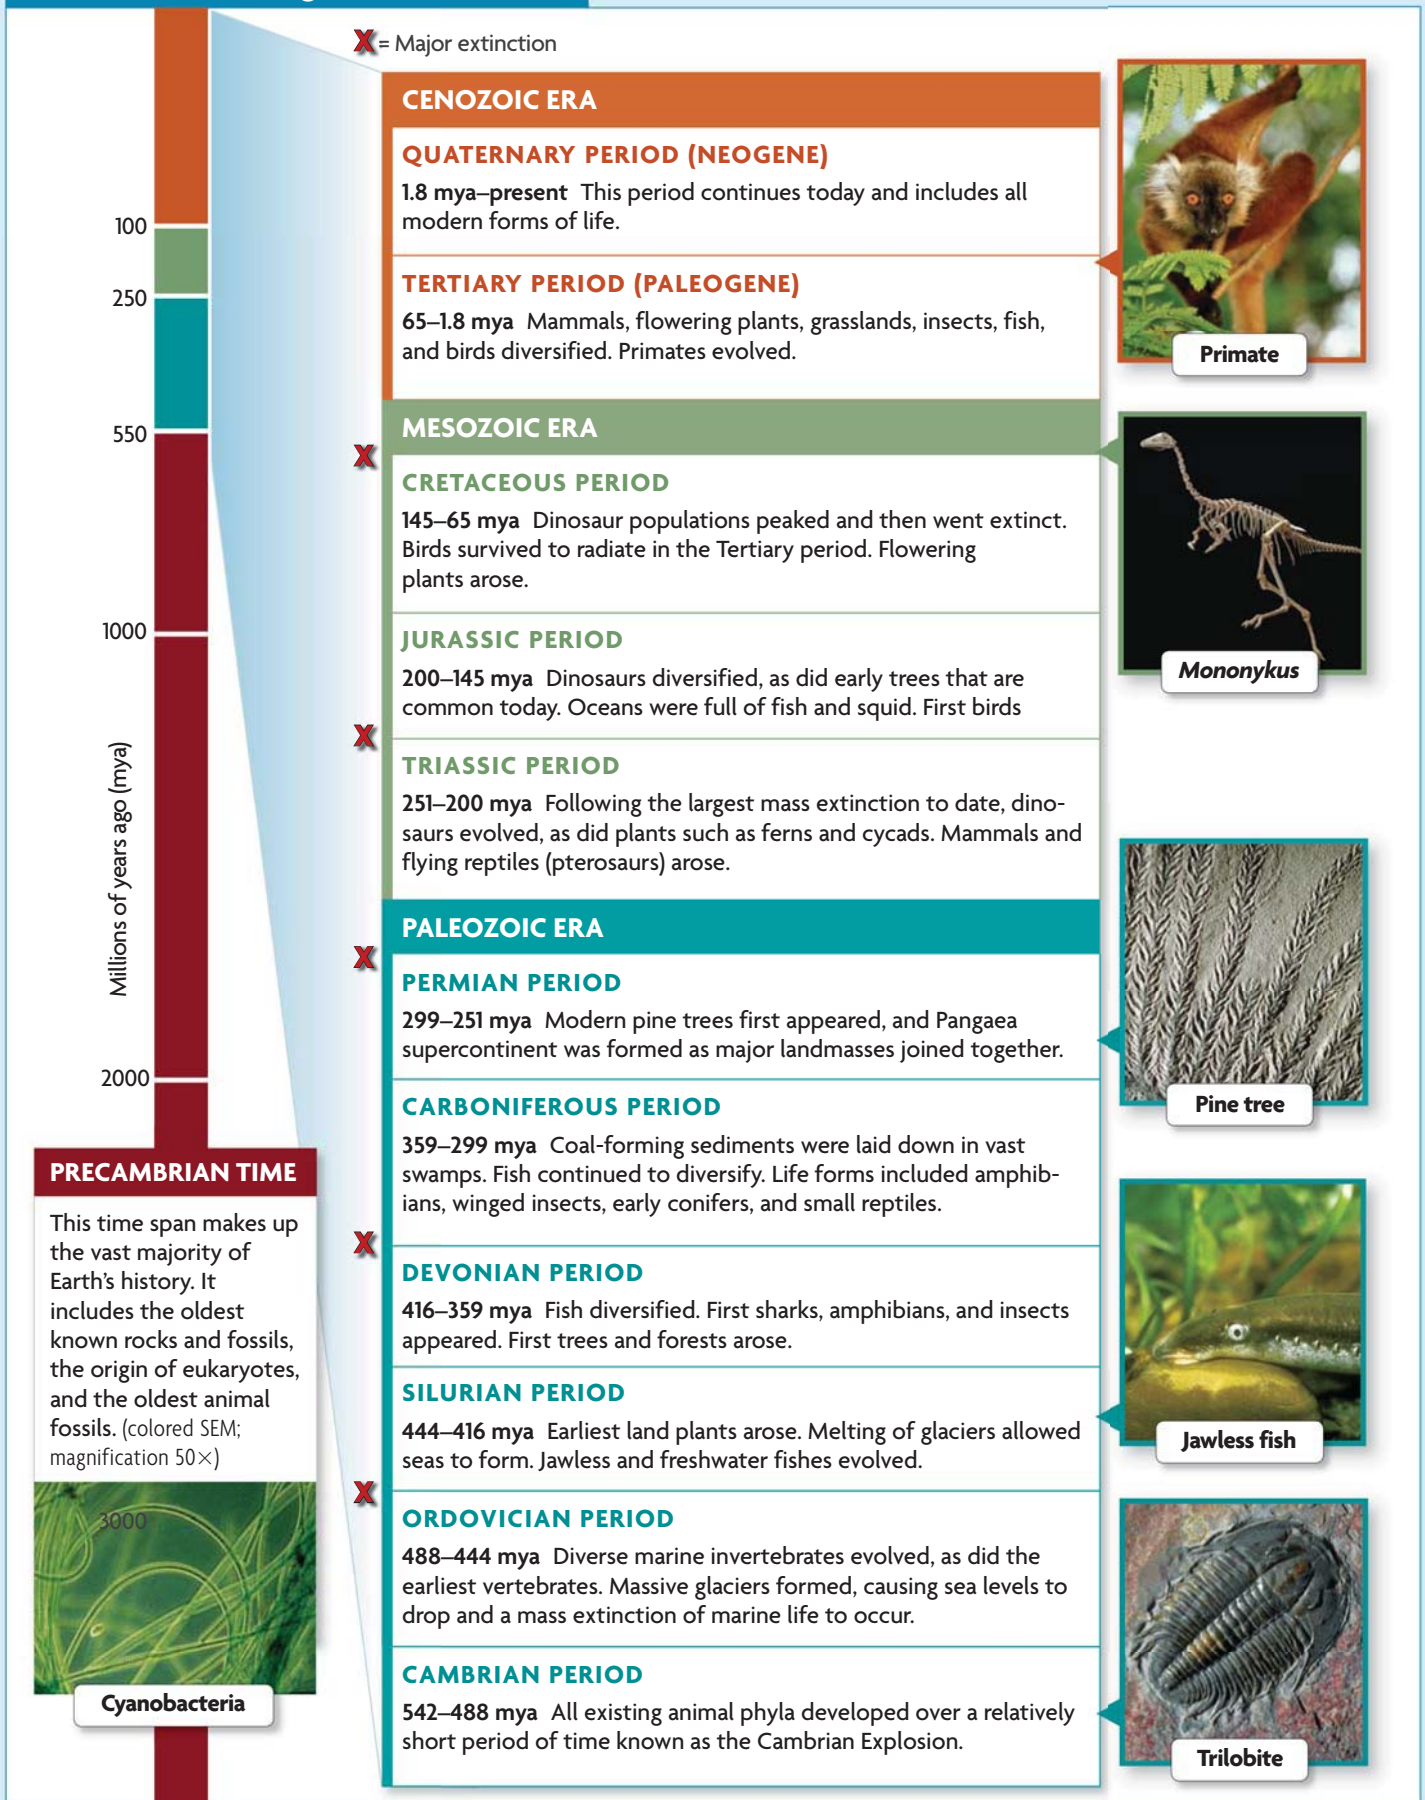 X = Major extinction
CENOZOIC ERA
QUATERNARY PERIOD (NEOGENE)
1.8 mya–present This period continues today and includes all
modern forms of life.
TERTIARY PERIOD (PALEOGENE)
65–1.8 mya Mammals, flowering plants, grasslands, insects, fish,
and birds diversified. Primates evolved.
Primate
MESOZOIC ERA
X
CRETACEOUS PERIOD
145–65 mya Dinosaur populations peaked and then went extinct.
Birds survived to radiate in the Tertiary period. Flowering
plants arose.
JURASSIC PERIOD
200–145 mya Dinosaurs diversified, as did early trees that are
common today. Oceans were full of fish and squid. First birds
Mononykus
X
TRIASSIC PERIOD
251–200 mya Following the largest mass extinction to date, dino-
saurs evolved, as did plants such as ferns and cycads. Mammals and
flying reptiles (pterosaurs) arose.
PALEOZOIC ERA
X
PERMIAN PERIOD
299–251 mya Modern pine trees first appeared, and Pangaea
supercontinent was formed as major landmasses joined together.
Pine tree
CARBONIFEROUS PERIOD
359–299 mya Coal-forming sediments were laid down in vast
swamps. Fish continued to diversify. Life forms included amphib-
ians, winged insects, early conifers, and small reptiles.
X
DEVONIAN PERIOD
416–359 mya Fish diversified. First sharks, amphibians, and insects
appeared. First trees and forests arose.
SILURIAN PERIOD
444–416 mya Earliest land plants arose. Melting of glaciers allowed
seas to form. Jawless and freshwater fishes evolved.
Jawless fish
X
ORDOVICIAN PERIOD
488–444 mya Diverse marine invertebrates evolved, as did the
earliest vertebrates. Massive glaciers formed, causing sea levels to
drop and a mass extinction of marine life to occur.
CAMBRIAN PERIOD
542–488 mya All existing animal phyla developed over a relatively
short period of time known as the Cambrian Explosion.
Trilobite
100
250
550
1000
Millions of years ago (mya)
2000
PRECAMBRIAN TIME
This time span makes up
the vast majority of
Earth's history. It
includes the oldest
known rocks and fossils,
the origin of eukaryotes,
and the oldest animal
fossils. (colored SEM;
magnification 50×)
3000
Cyanobacteria